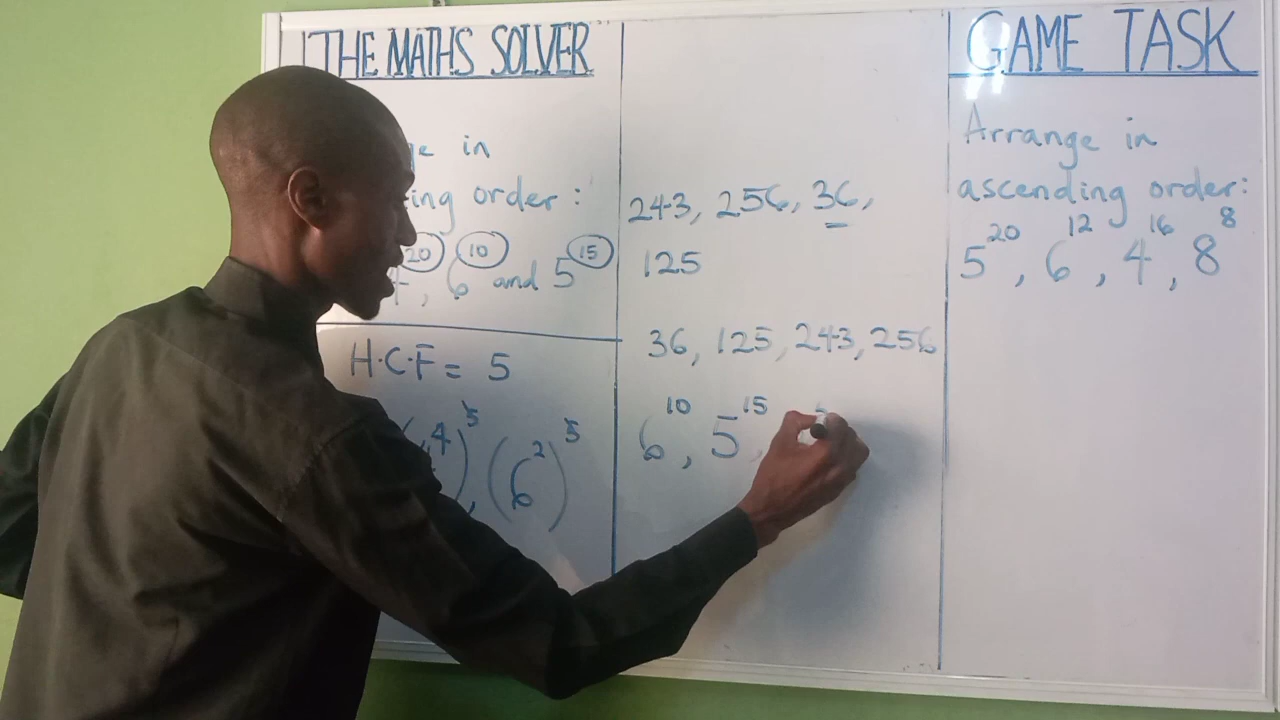 THE MATHS SOLVER
in
order :
20 , 6^10 and 5^15
H.C.F = 5
4)^5, (6^2)^5
243, 256, 36,
125
36, 125, 243, 256
6^10, 5^15,
GAME TASK
Arrange in
ascending order:
5^20, 6^12, 4^16, 8^8